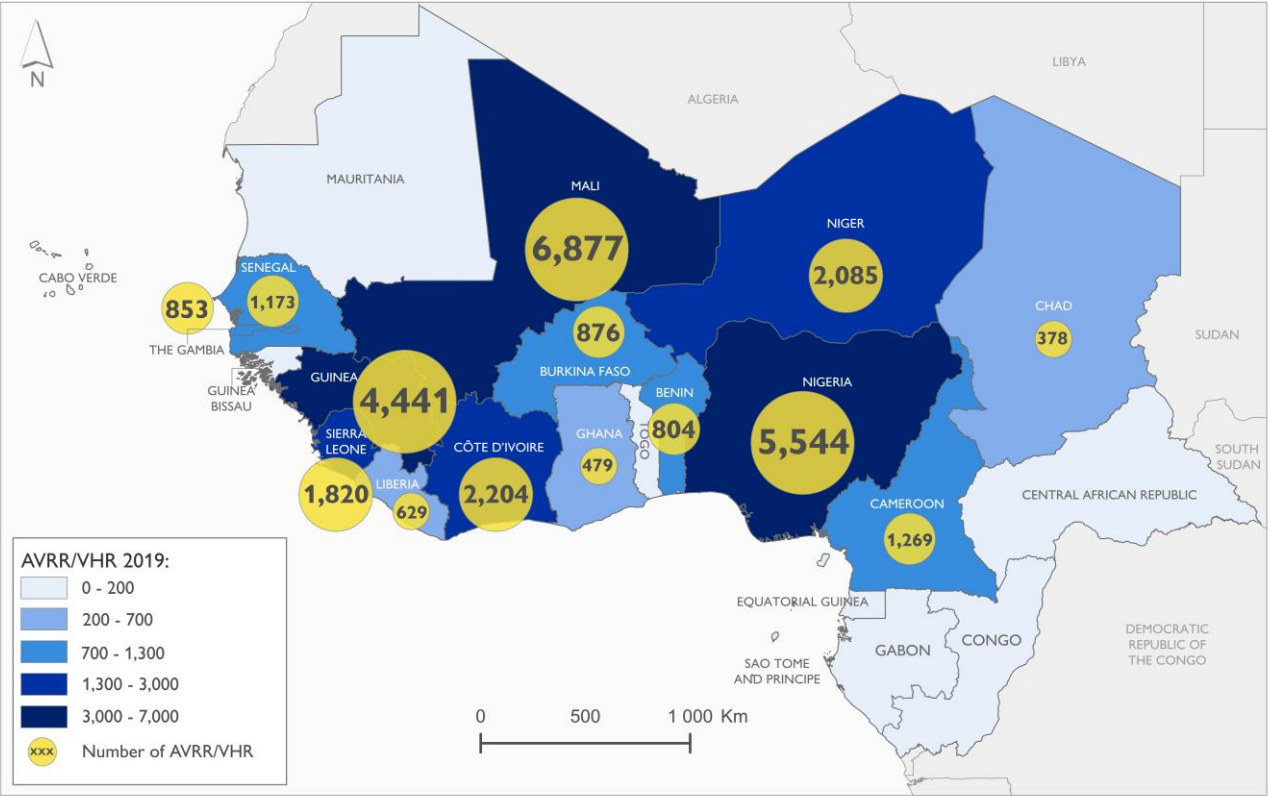 N
LIBYA
ALGERIA
MAURITANIA
MALI
6,877
NIGER
2,085
CABO VERDE
SENEGAL
1,173
853
THE GAMBIA
CHAD
378
SUDAN
876
BURKINA FASO
GUINEA
BISSAU
GUINEA
4,441
BENIN
804
NIGERIA
5,544
SIERRA
LEONE
1,820
CÔTE D'IVOIRE
2,204
GHANA
479
TOGO
LIBERIA
629
SOUTH
SUDAN
CENTRAL AFRICAN REPUBLIC
CAMEROON
1,269
EQUATORIAL GUINEA
SAO TOME
AND PRINCIPE
GABON
CONGO
DEMOCRATIC
REPUBLIC OF
THE CONGO
AVRR/VHR 2019:
0 - 200
200 - 700
700 - 1,300
1,300 - 3,000
3,000 - 7,000
xxx Number of AVRR/VHR
0 500 1 000 Km